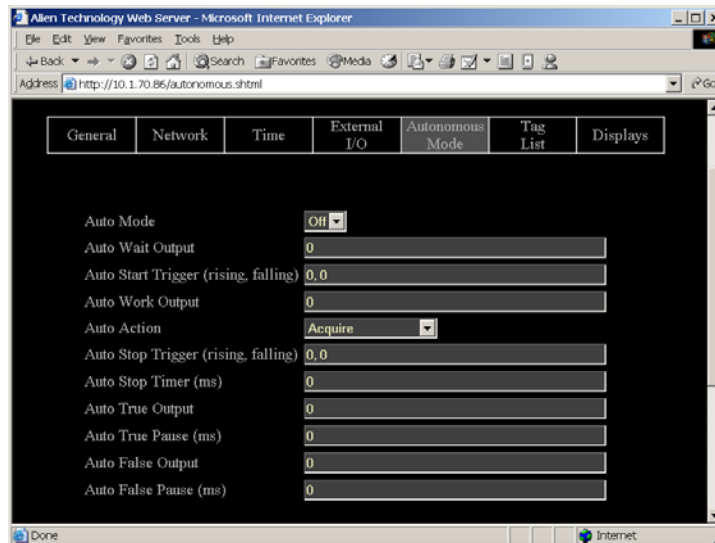 Alien Technology Web Server - Microsoft Internet Explorer
File Edit View Favorites Tools Help
Back Search Favorites Media
Address http://10.1.70.86/autonomous.shtml Go
General Network Time External I/O Autonomous Mode Tag List Displays
Auto Mode Off
Auto Wait Output 0
Auto Start Trigger (rising, falling) 0, 0
Auto Work Output 0
Auto Action Acquire
Auto Stop Trigger (rising, falling) 0, 0
Auto Stop Timer (ms) 0
Auto True Output 0
Auto True Pause (ms) 0
Auto False Output 0
Auto False Pause (ms) 0
Done Internet